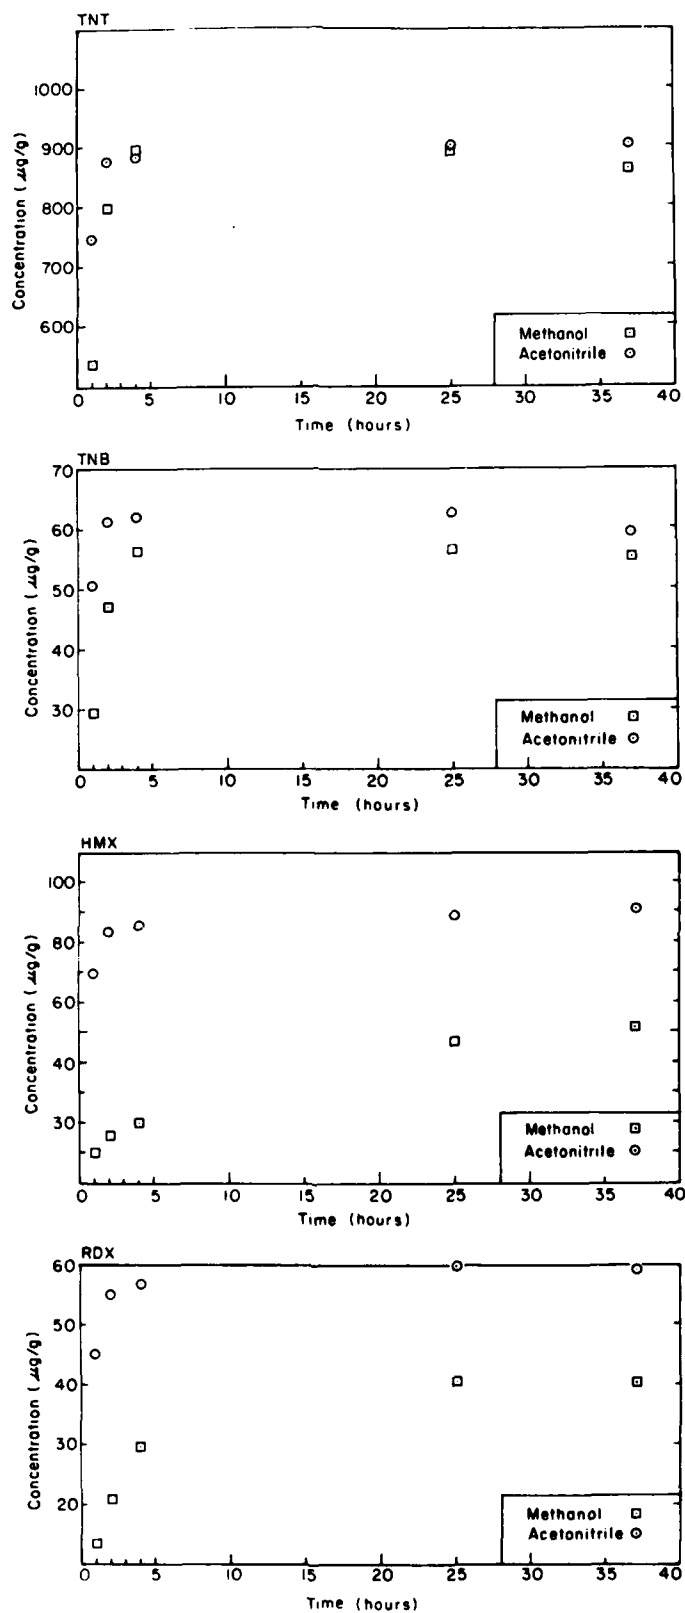 TNT
1000
900
800
700
600
Concentration (µg/g)
Methanol
Acetonitrile
0 5 10 15 20 25 30 35 40
Time (hours)
TNB
70
60
50
40
30
Concentration (µg/g)
Methanol
Acetonitrile
0 5 10 15 20 25 30 35 40
Time (hours)
HMX
100
80
60
40
30
Concentration (µg/g)
Methanol
Acetonitrile
0 5 10 15 20 25 30 35 40
Time (hours)
RDX
60
50
40
30
20
Concentration (µg/g)
Methanol
Acetonitrile
0 5 10 15 20 25 30 35 40
Time (hours)